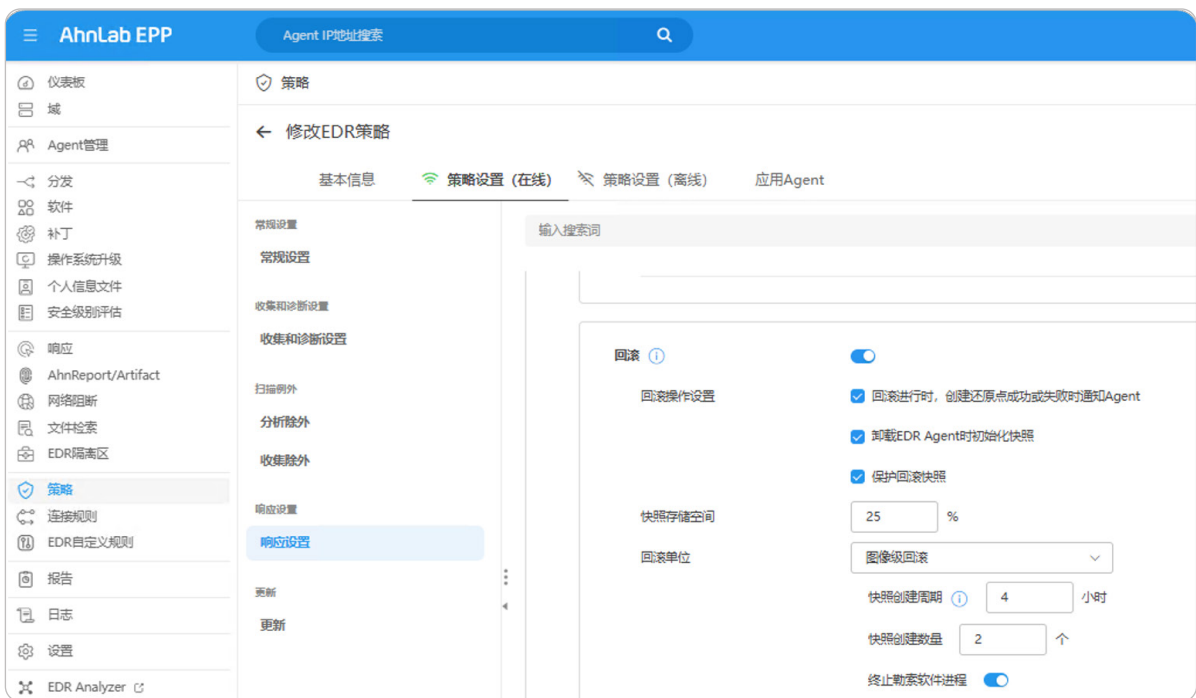 AhnLab EPP
Agent IP地址搜索
仪表板
域
Agent管理
分发
软件
补丁
操作系统升级
个人信息文件
安全级别评估
响应
AhnReport/Artifact
网络阻断
文件检索
EDR隔离区
策略
连接规则
EDR自定义规则
报告
日志
设置
EDR Analyzer
策略
修改EDR策略
基本信息 策略设置（在线） 策略设置（离线） 应用Agent
常规设置
常规设置
收集和诊断设置
收集和诊断设置
扫描例外
分析除外
收集除外
响应设置
响应设置
更新
更新
输入搜索词
回滚
回滚操作设置 回滚进行时，创建还原点成功或失败时通知Agent
卸载EDR Agent时初始化快照
保护回滚快照
快照存储空间 25 %
回滚单位 图像级回滚
快照创建周期 4 小时
快照创建数量 2 个
终止勒索软件进程